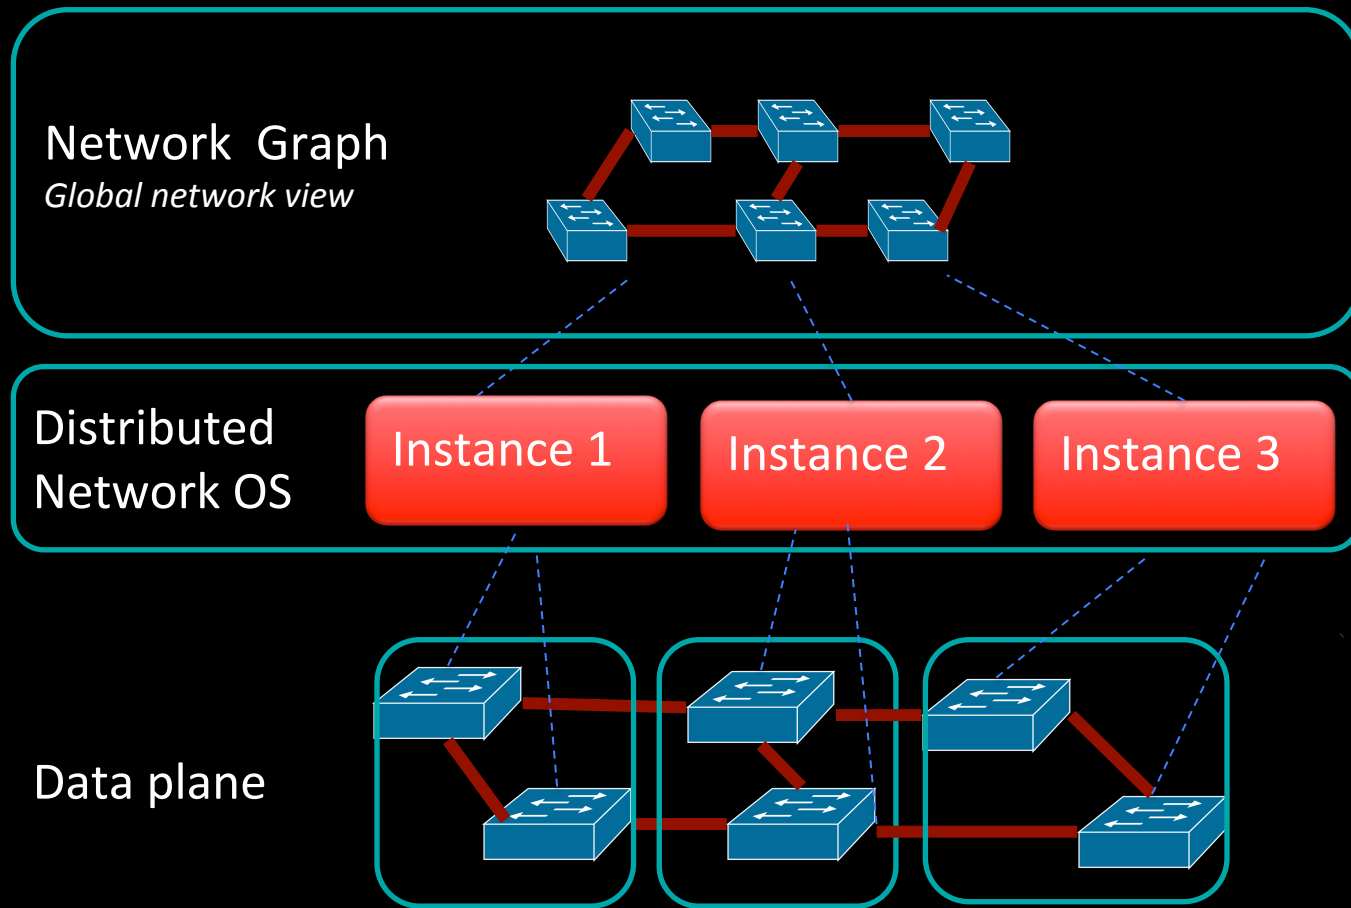 Network  Graph
Global network view
Distributed
Network OS
Instance 1
Instance 2
Instance 3
Data plane